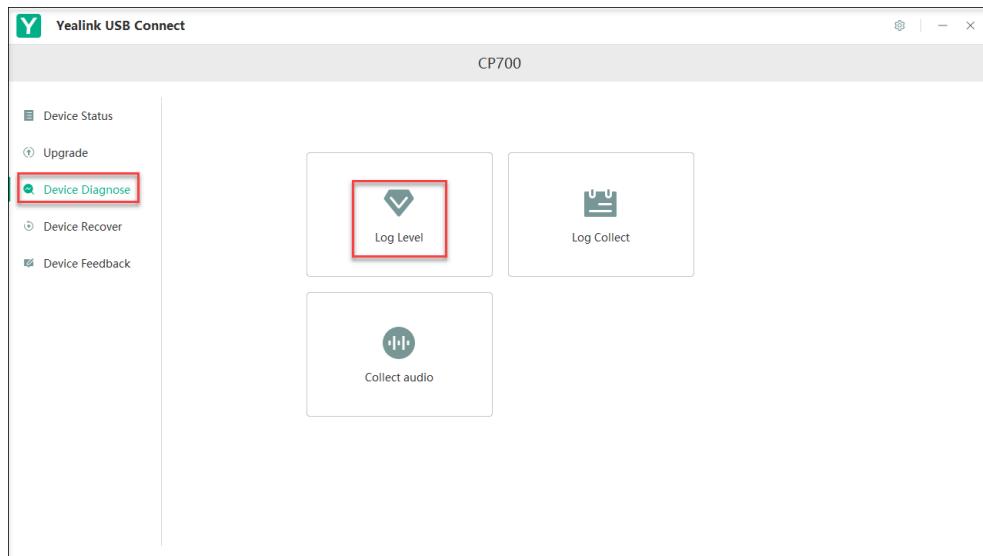 Y Yealink USB Connect
CP700
Device Status
Upgrade
Device Diagnose
Device Recover
Device Feedback
Log Level
Log Collect
Collect audio